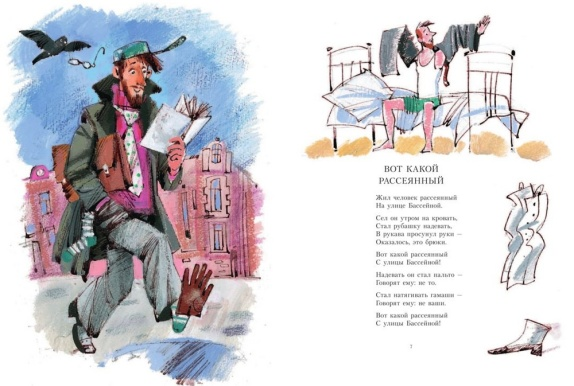 ВОТ КАКОЙ
РАССЕЯННЫЙ
Жил человек рассеянный
На улице Бассейной.
Сел он утром на кровать,
Стал рубашку надевать,
В рукава просунул руки —
Оказалось, это брюки.
Вот какой рассеянный
С улицы Бассейной!
Надевать он стал пальто —
Говорят ему: не то.
Стал натягивать гамаши —
Говорят ему: не ваши.
Вот какой рассеянный
С улицы Бассейной!